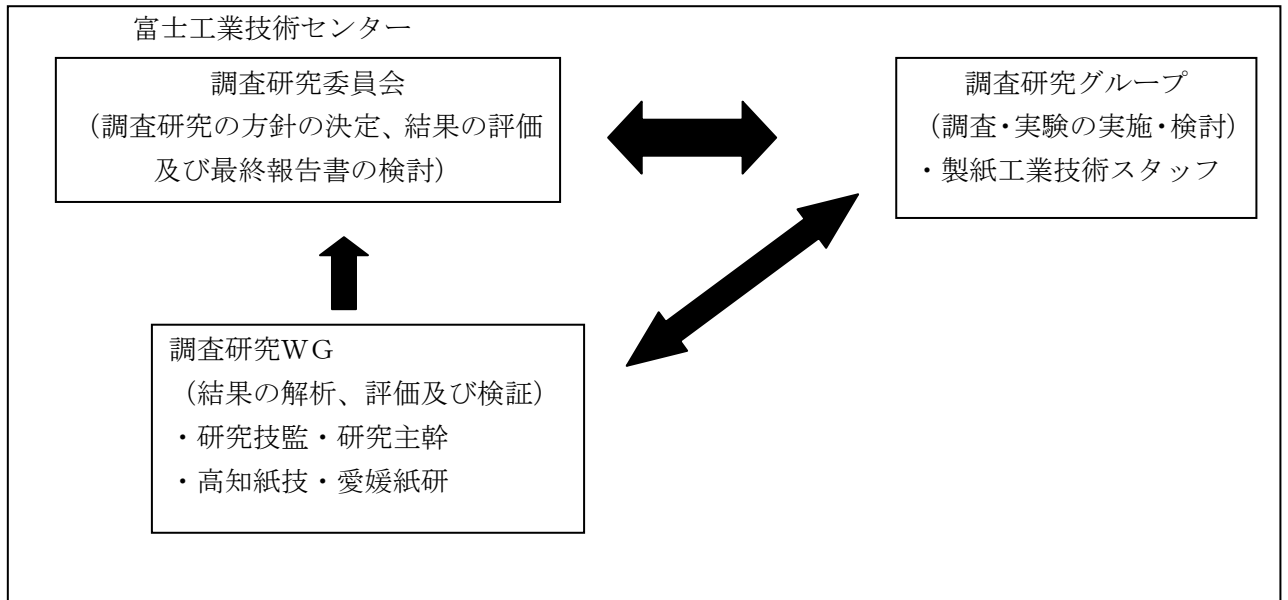 富士工業技術センター
調査研究委員会
（調査研究の方針の決定、結果の評価
及び最終報告書の検討）
調査研究グループ
（調査・実験の実施・検討）
・製紙工業技術スタッフ
調査研究ＷＧ
（結果の解析、評価及び検証）
・研究技監・研究主幹
・高知紙技・愛媛紙研